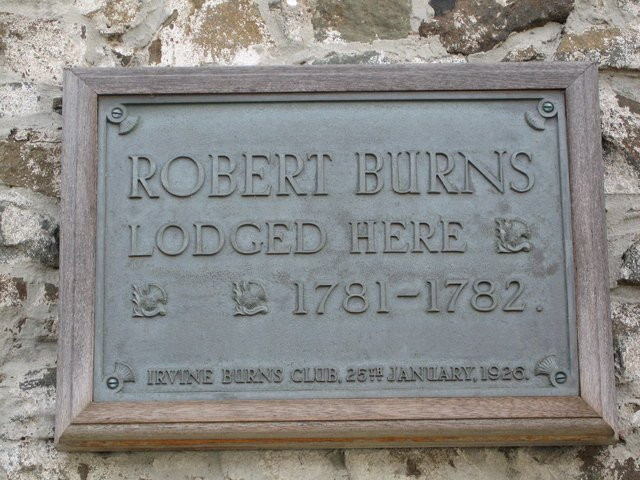 ROBERT BURNS
LODGED HERE
1781-1782.
IRVINE BURNS CLUB, 25TH JANUARY, 1926.